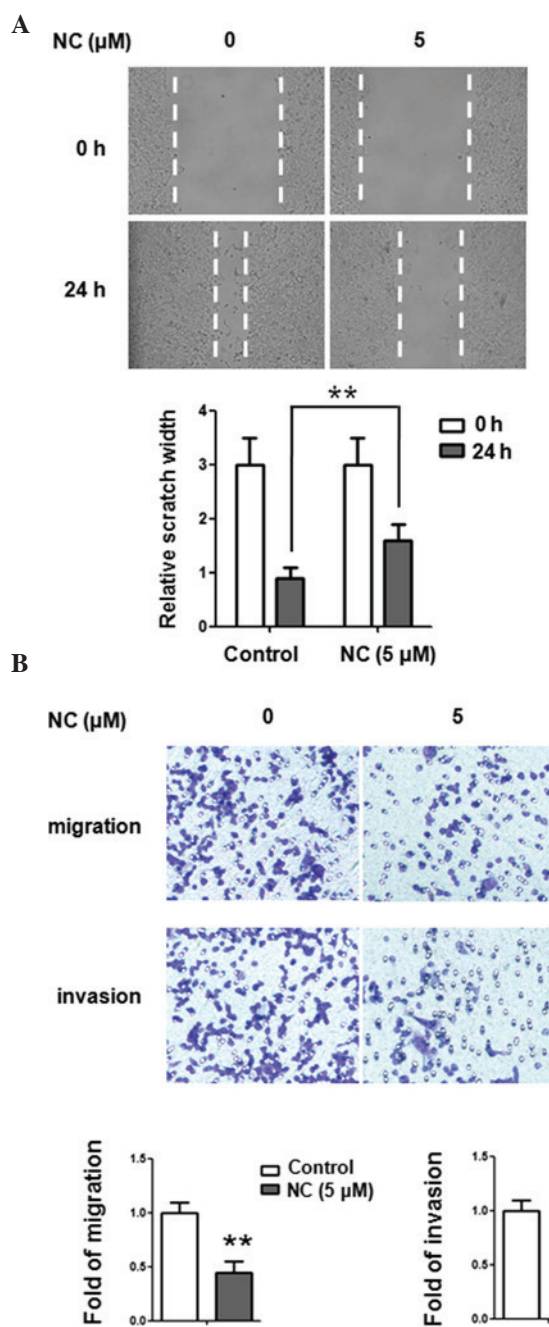 A
NC (µM) 0 5
0 h
24 h
**
Relative scratch width
4
3
2
1
0
0 h
24 h
Control NC (5 µM)
B
NC (µM) 0 5
migration
invasion
Fold of migration
1.5
1.0
0.5
0.0
Control
NC (5 µM)
**
Fold of invasion
1.5
1.0
0.5
0.0